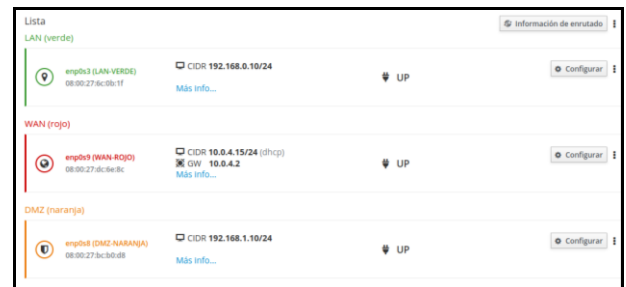 Lista
Información de enrutado
LAN (verde)
enp0s3 (LAN-VERDE)
08:00:27:6c:0b:1f
CIDR 192.168.0.10/24
Más info...
UP
Configurar
WAN (rojo)
enp0s9 (WAN-ROJO)
08:00:27:dc:6e:8c
CIDR 10.0.4.15/24 (dhcp)
GW 10.0.4.2
Más info...
UP
Configurar
DMZ (naranja)
enp0s8 (DMZ-NARANJA)
08:00:27:bc:b0:d8
CIDR 192.168.1.10/24
Más info...
UP
Configurar